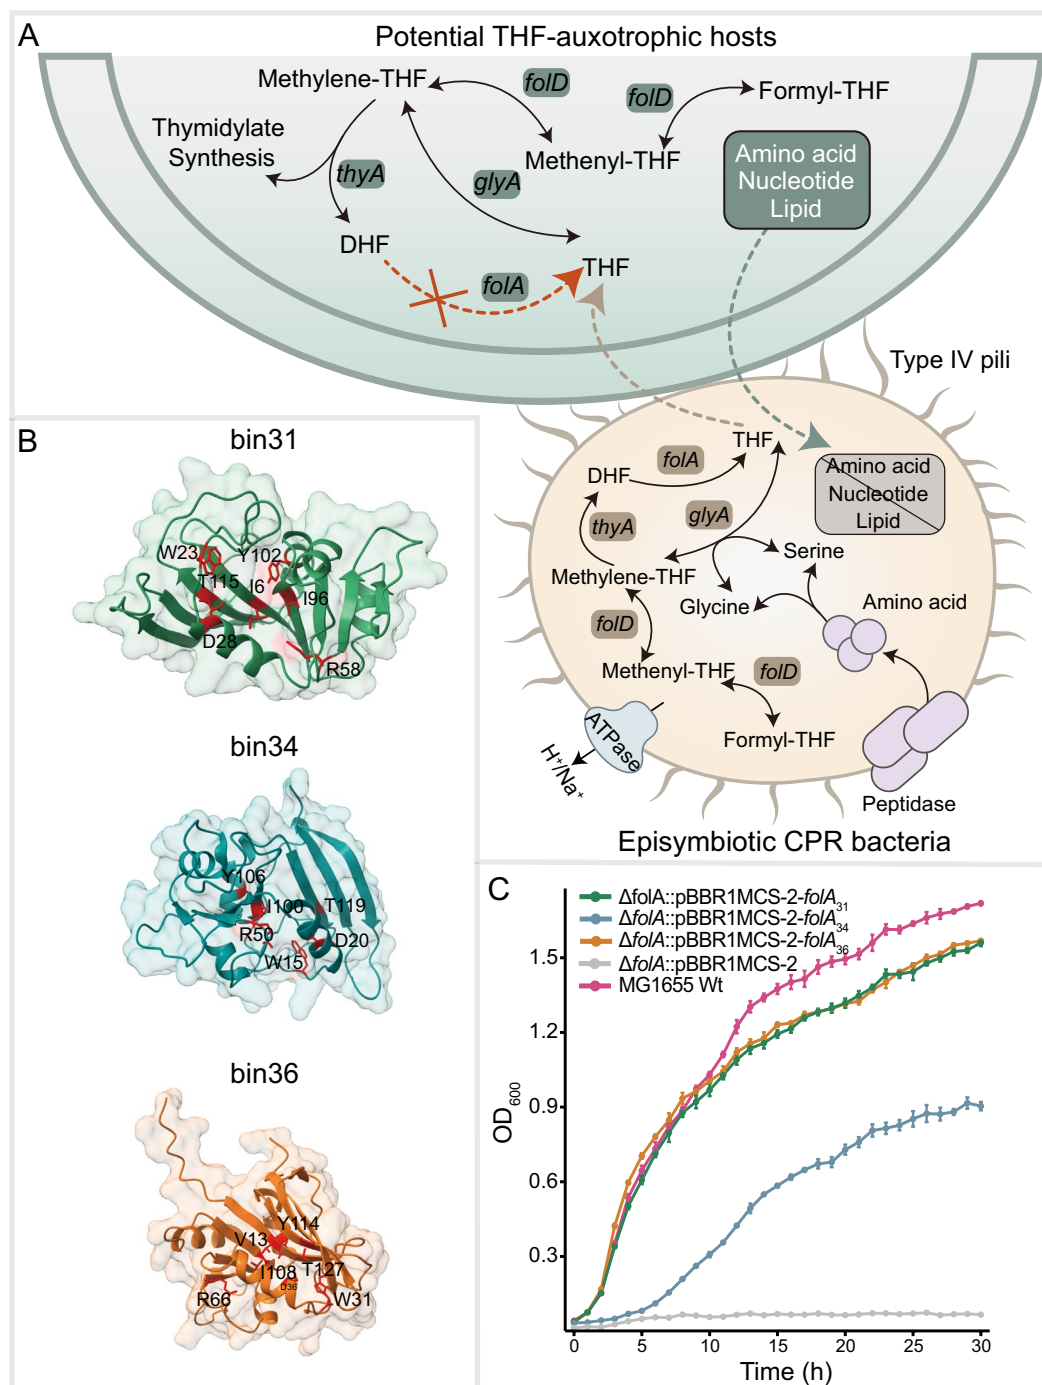 A
Potential THF-auxotrophic hosts
Methylene-THF
folD
folD
Formyl-THF
Thymidylate
Synthesis
Methenyl-THF
thyA
glyA
Amino acid
Nucleotide
Lipid
DHF
folA
THF
Type IV pili
THF
folA
DHF
Amino acid
Nucleotide
Lipid
thyA
glyA
Serine
Methylene-THF
Glycine
Amino acid
folD
Methenyl-THF
folD
ATPase
H+/Na+
Formyl-THF
Peptidase
Episymbiotic CPR bacteria
B
bin31
W23
Y102
T115
I6
I96
D28
R58
bin34
Y106
I100
T119
R50
D20
W15
bin36
Y114
V13
I108
T127
D36
R66
W31
C
ΔfolA::pBBR1MCS-2-folA31
ΔfolA::pBBR1MCS-2-folA34
ΔfolA::pBBR1MCS-2-folA36
ΔfolA::pBBR1MCS-2
MG1655 Wt
1.5
1.2
0.9
0.6
0.3
OD600
0 5 10 15 20 25 30
Time (h)